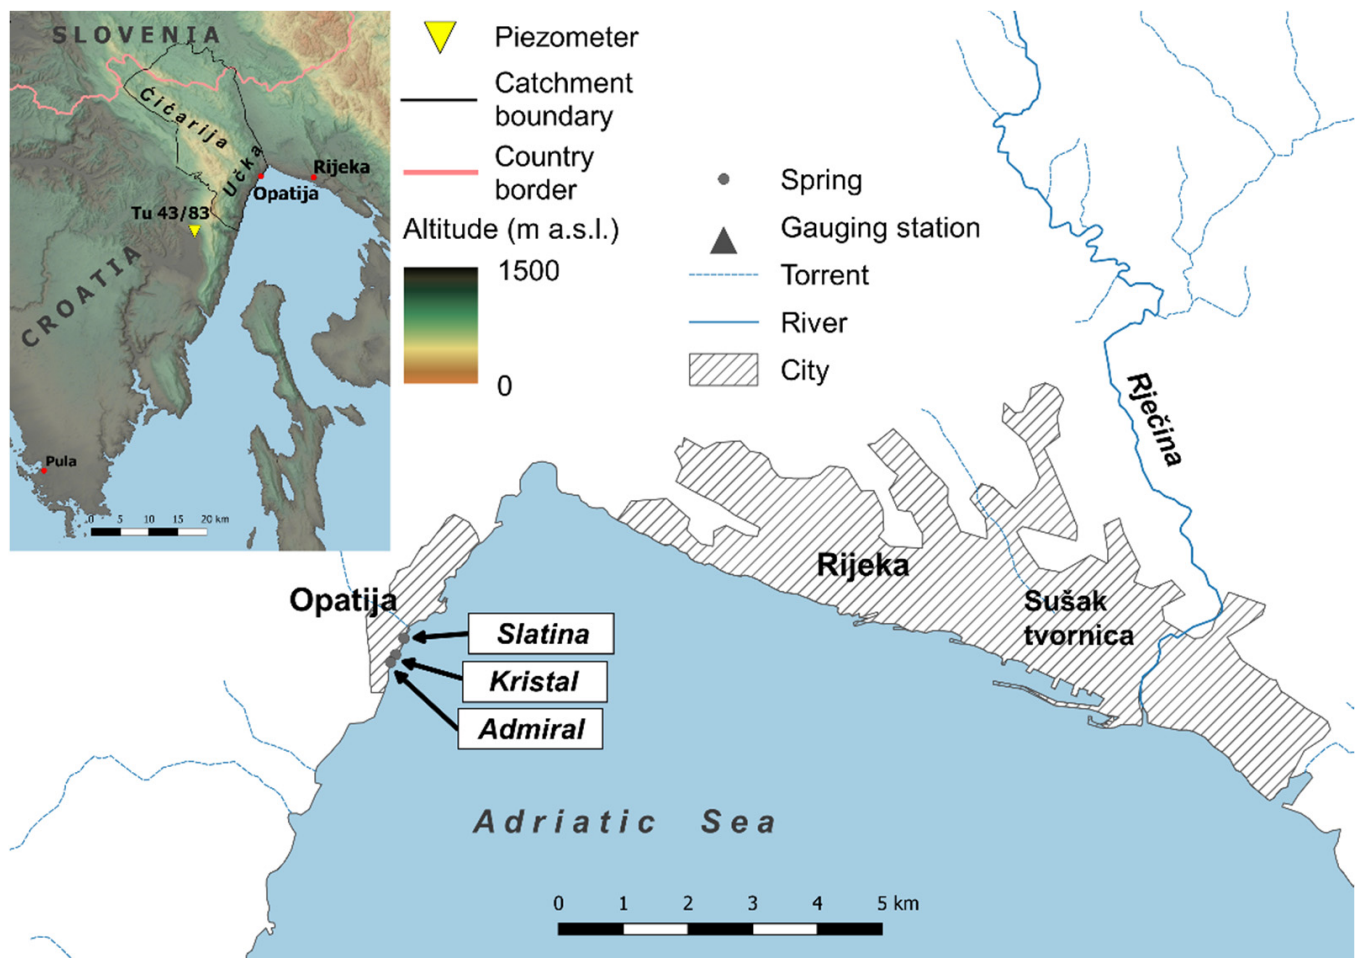 SLOVENIA
Ćićarija
Učka
Rijeka
Opatija
Tu 43/83
CROATIA
Pula
0 5 10 15 20 km
Piezometer
Catchment
boundary
Country
border
Altitude (m a.s.l.)
1500
0
Spring
Gauging station
Torrent
River
City
Rječina
Rijeka
Sušak
tvornica
Opatija
Slatina
Kristal
Admiral
Adriatic Sea
0 1 2 3 4 5 km